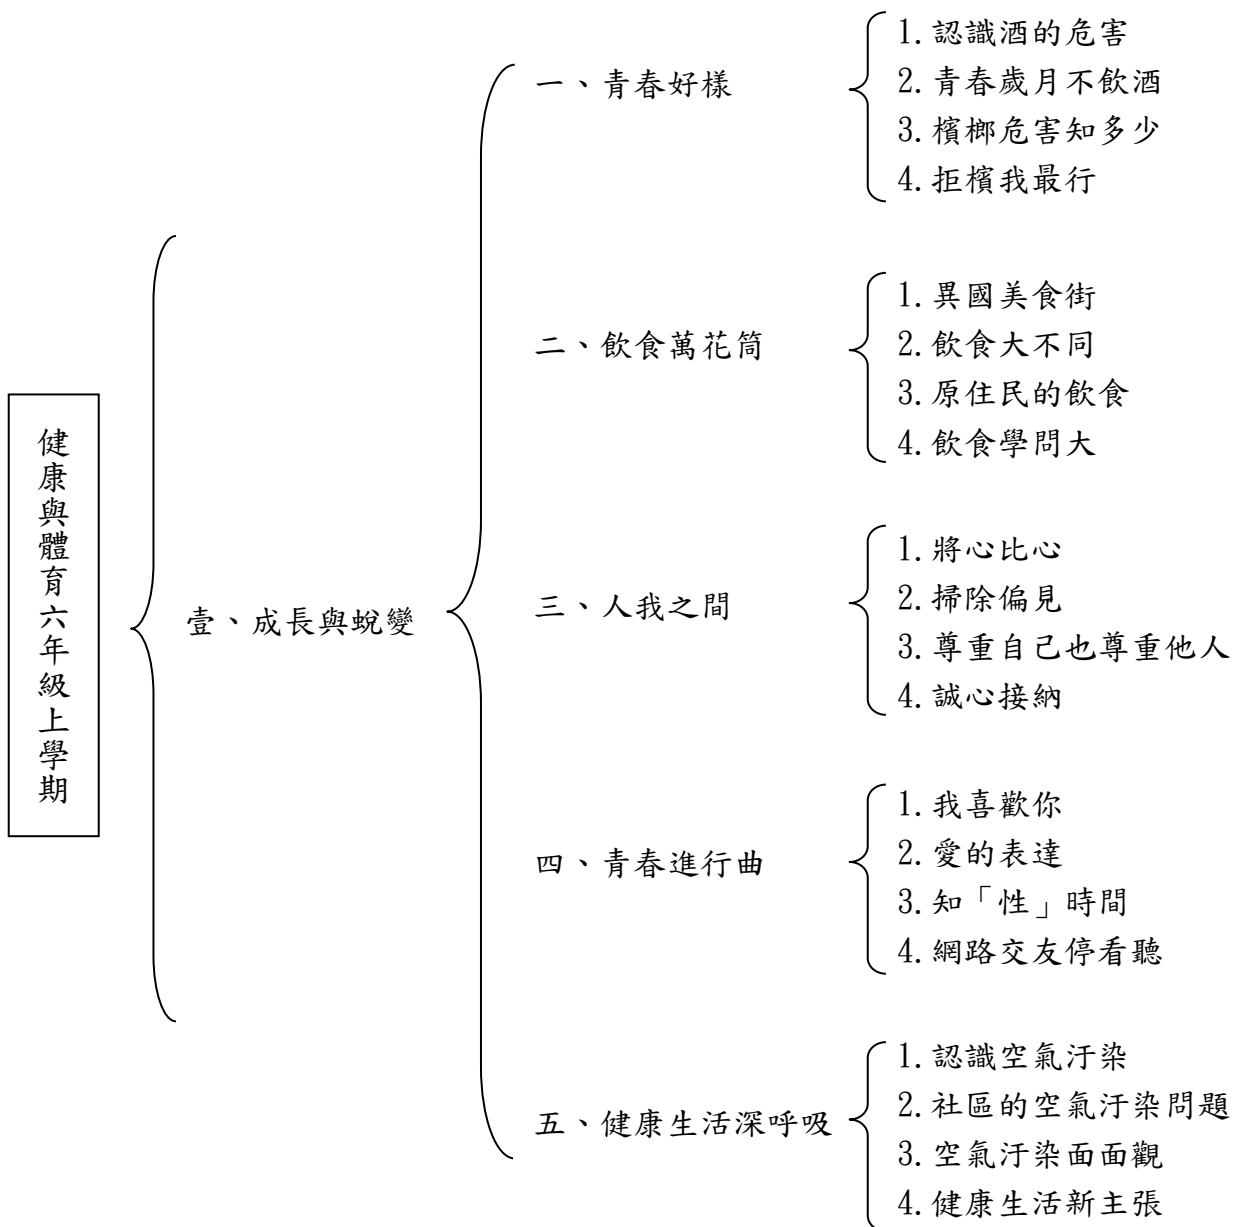 健康與體育六年級上學期
壹、成長與蛻變
一、青春好樣
1.認識酒的危害
2.青春歲月不飲酒
3.檳榔危害知多少
4.拒檳我最行
二、飲食萬花筒
1.異國美食街
2.飲食大不同
3.原住民的飲食
4.飲食學問大
三、人我之間
1.將心比心
2.掃除偏見
3.尊重自己也尊重他人
4.誠心接納
四、青春進行曲
1.我喜歡你
2.愛的表達
3.知「性」時間
4.網路交友停看聽
五、健康生活深呼吸
1.認識空氣汙染
2.社區的空氣汙染問題
3.空氣汙染面面觀
4.健康生活新主張